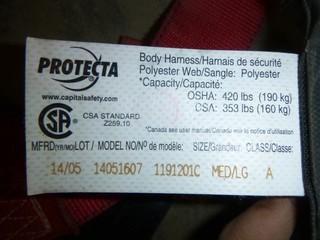 PROTECTA
www.capitalsafety.com
Body Harness/Harnais de sécurité
Polyester Web/Sangle: Polyester
*Capacity/Capacité:
OSHA: 420 lbs (190 kg)
CSA: 353 lbs (160 kg)
CSA STANDARD
Z259.10
*Canada see user manual/Canada voir la notice d'utilisation
MFRD(YR/MO)LOT/ MODEL NO/Nº de modèle: SIZE/Grandeur: CLASS/Classe:
14/05 14051607 1191201C MED/LG A